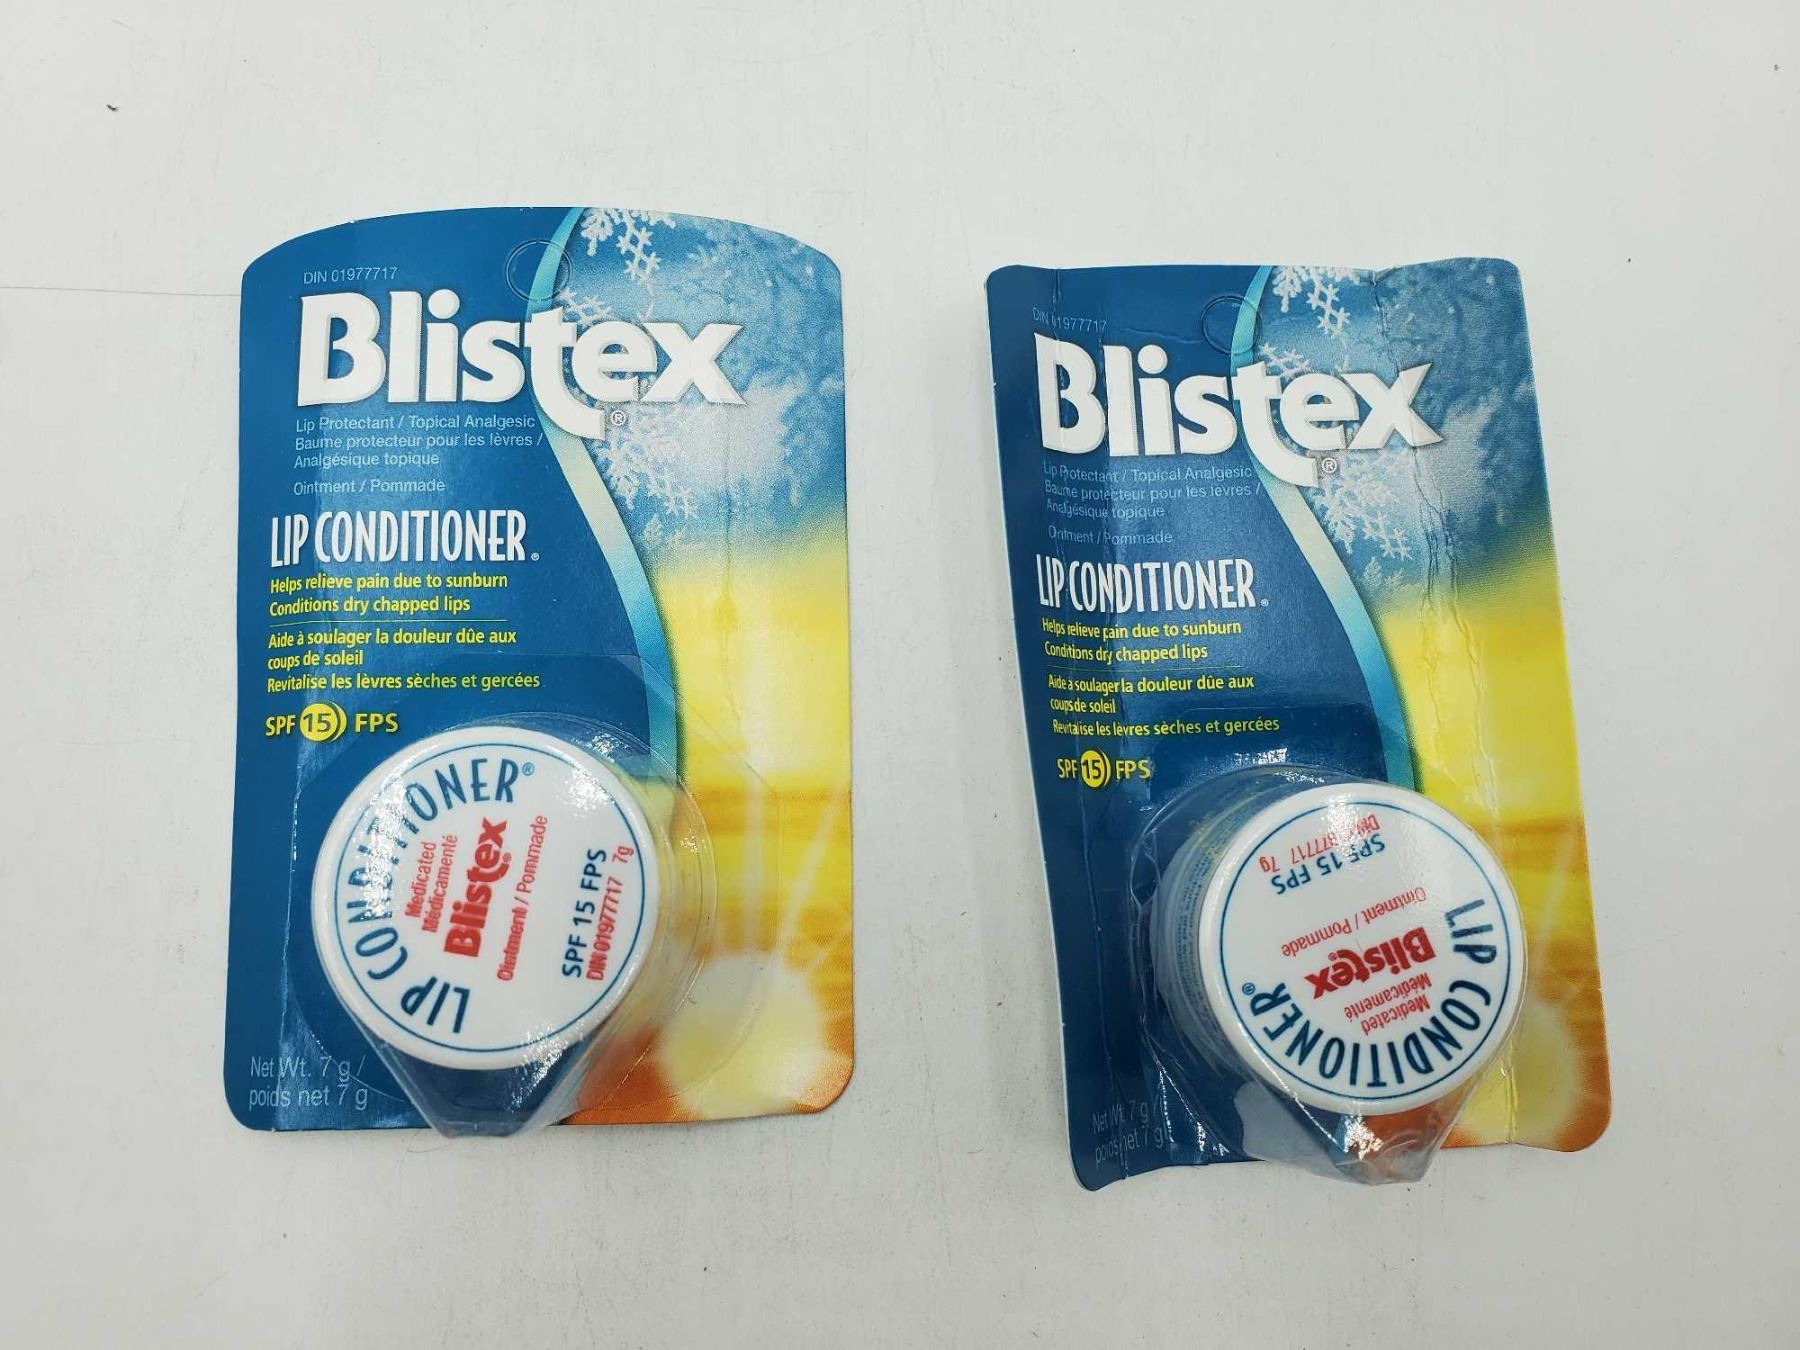 DIN 01977717
Blistex
®
Lip Protectant / Topical Analgesic
Baume protecteur pour les lèvres /
Analgésique topique
Ointment / Pommade
LIP CONDITIONER®
Helps relieve pain due to sunburn
Conditions dry chapped lips
Aide à soulager la douleur dûe aux
coups de soleil
Revitalise les lèvres sèches et gercées
SPF 15 FPS
LIP CONDITIONER®
Medicated
Médicamenté
Blistex®
Ointment / Pommade
SPF 15 FPS
DIN 01977717 7g
Net Wt. 7 g /
poids net 7 g
DIN 01977717
Blistex
®
Lip Protectant / Topical Analgesic
Baume protecteur pour les lèvres /
Analgésique topique
Ointment / Pommade
LIP CONDITIONER®
Helps relieve pain due to sunburn
Conditions dry chapped lips
Aide à soulager la douleur dûe aux
coups de soleil
Revitalise les lèvres sèches et gercées
SPF 15 FPS
LIP CONDITIONER®
Medicated
Médicamenté
Blistex®
Ointment / Pommade
SPF 15 FPS
DIN 01977717 7g
Net Wt. 7 g /
poids net 7 g